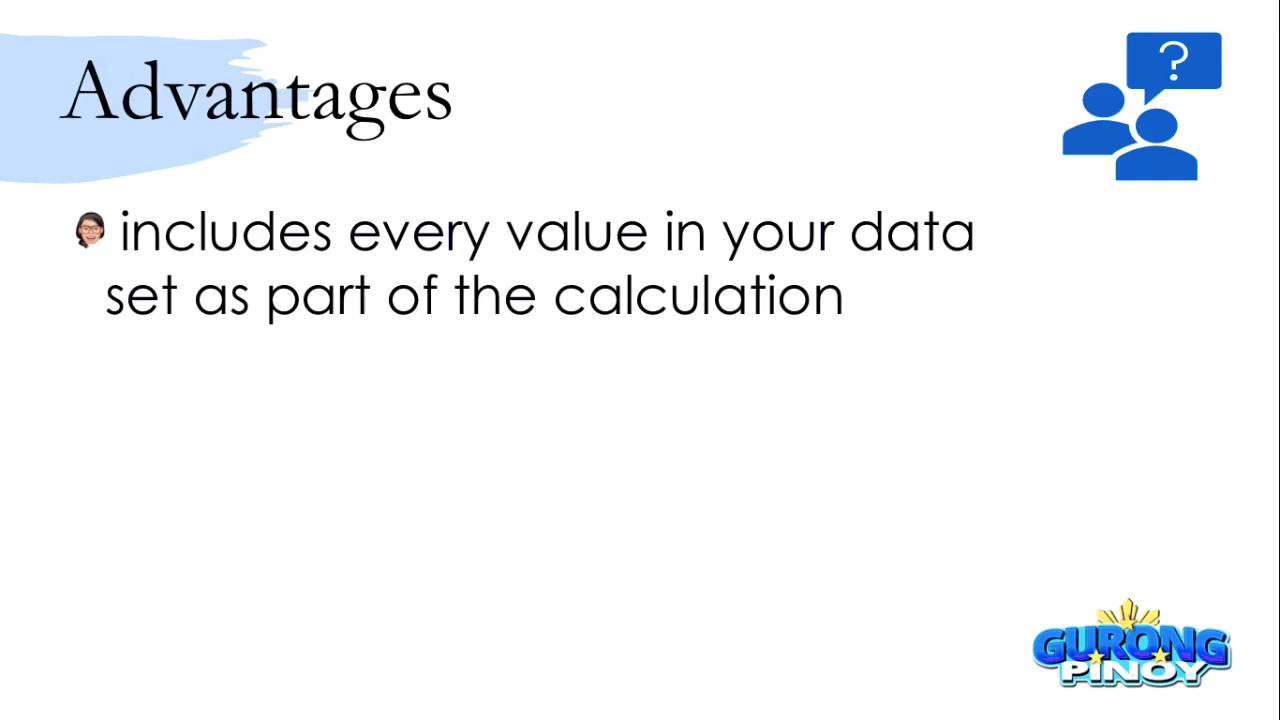 Advantages
?
includes every value in your data
set as part of the calculation
GURONG
PINOY